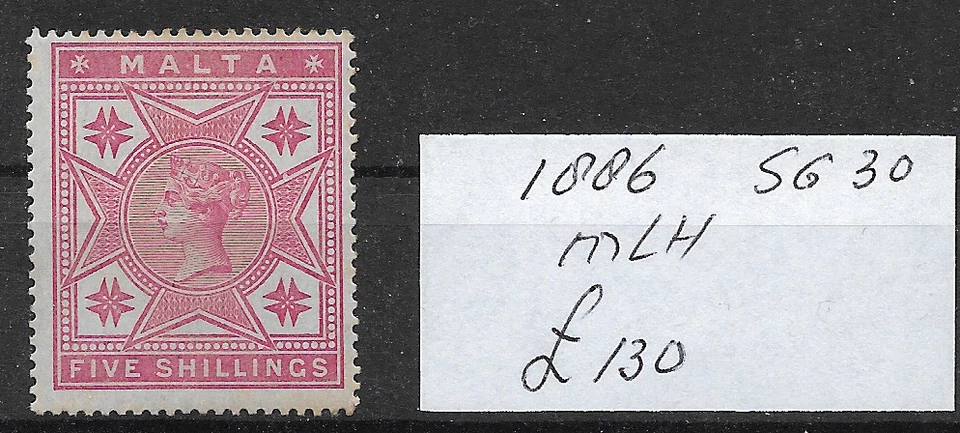 MALTA
FIVE SHILLINGS
1886 SG 30
MLH
£130